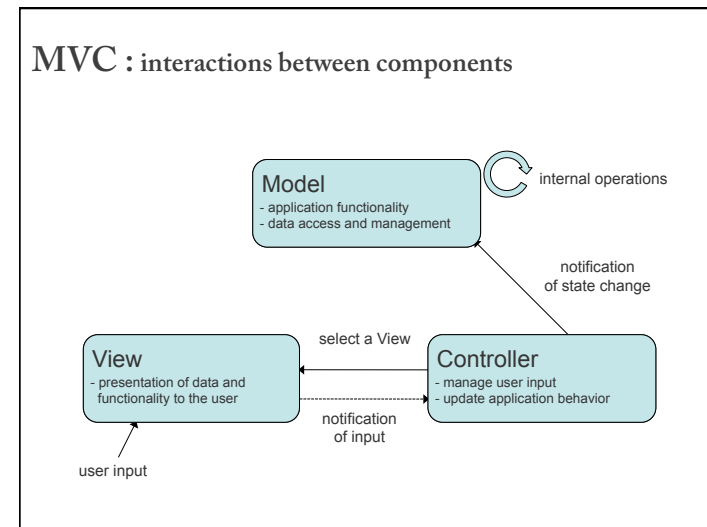 MVC : interactions between components
Model
- application functionality
- data access and management
internal operations
notification
of state change
select a View
View
- presentation of data and
functionality to the user
Controller
- manage user input
- update application behavior
notification
of input
user input